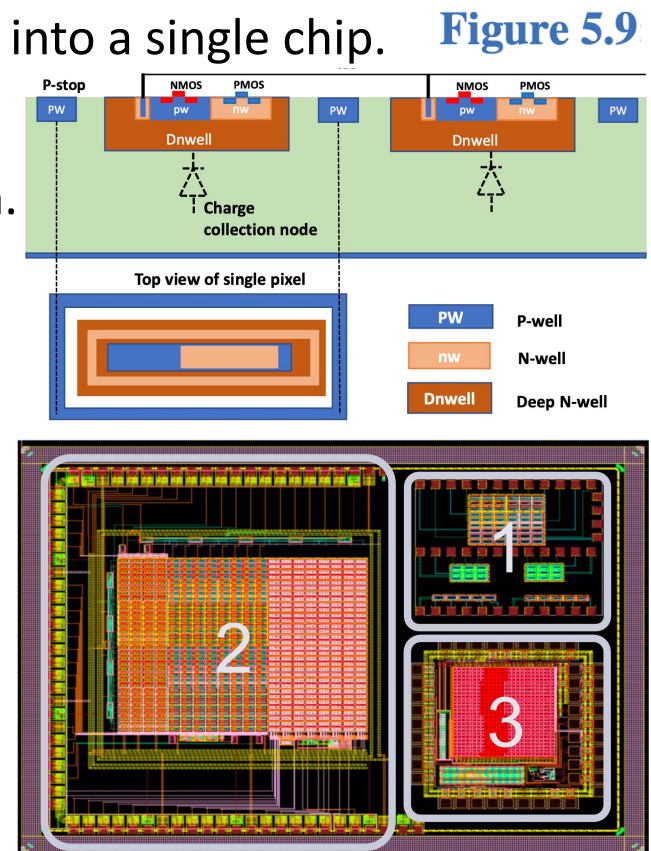 into a single chip. Figure 5.9
P-stop NMOS PMOS NMOS PMOS
PW pw nw PW pw nw PW
Dnwell Dnwell
Charge
collection node
Top view of single pixel
PW P-well
nw N-well
Dnwell Deep N-well
1
2
3